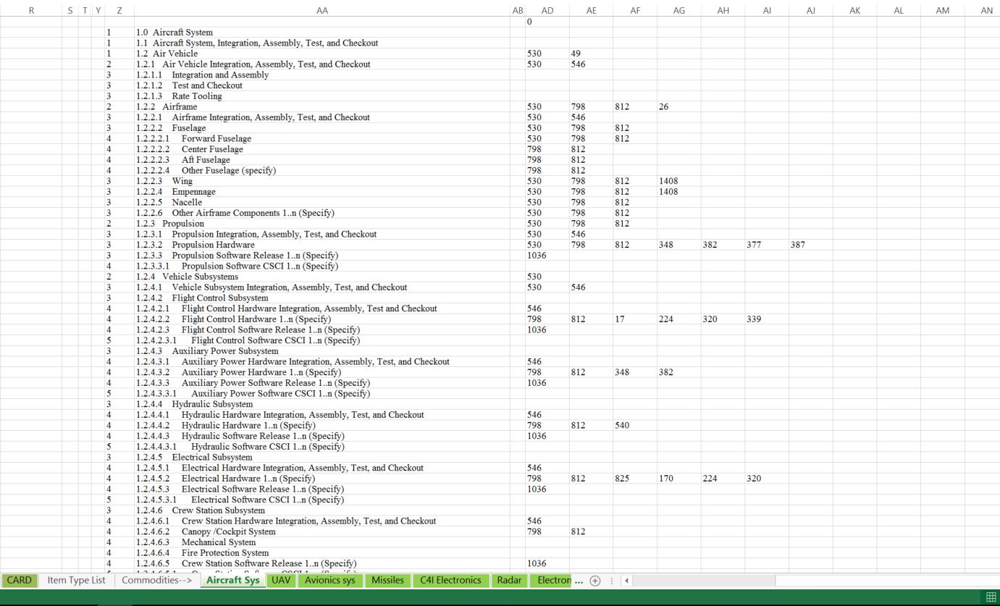 R S T Y Z AA AB AD AE AF AG AH AI AJ AK AL AM AN
0
1 1.0 Aircraft System
1 1.1 Aircraft System, Integration, Assembly, Test, and Checkout
1 1.2 Air Vehicle 530 49
2 1.2.1 Air Vehicle Integration, Assembly, Test, and Checkout 530 546
3 1.2.1.1 Integration and Assembly
3 1.2.1.2 Test and Checkout
3 1.2.1.3 Rate Tooling
2 1.2.2 Airframe 530 798 812 26
3 1.2.2.1 Airframe Integration, Assembly, Test, and Checkout 530 546
3 1.2.2.2 Fuselage 530 798 812
4 1.2.2.2.1 Forward Fuselage 530 798 812
4 1.2.2.2.2 Center Fuselage 798 812
4 1.2.2.2.3 Aft Fuselage 798 812
4 1.2.2.2.4 Other Fuselage (specify) 798 812
3 1.2.2.3 Wing 530 798 812 1408
3 1.2.2.4 Empennage 530 798 812 1408
3 1.2.2.5 Nacelle 530 798 812
3 1.2.2.6 Other Airframe Components 1..n (Specify) 530 798 812
2 1.2.3 Propulsion 530 798 812
3 1.2.3.1 Propulsion Integration, Assembly, Test, and Checkout 530 546
3 1.2.3.2 Propulsion Hardware 530 798 812 348 382 377 387
3 1.2.3.3 Propulsion Software Release 1..n (Specify) 1036
4 1.2.3.3.1 Propulsion Software CSCI 1..n (Specify)
2 1.2.4 Vehicle Subsystems 530
3 1.2.4.1 Vehicle Subsystem Integration, Assembly, Test, and Checkout 530 546
3 1.2.4.2 Flight Control Subsystem
4 1.2.4.2.1 Flight Control Hardware Integration, Assembly, Test and Checkout 546
4 1.2.4.2.2 Flight Control Hardware 1..n (Specify) 798 812 17 224 320 339
4 1.2.4.2.3 Flight Control Software Release 1..n (Specify) 1036
5 1.2.4.2.3.1 Flight Control Software CSCI 1..n (Specify)
3 1.2.4.3 Auxiliary Power Subsystem
4 1.2.4.3.1 Auxiliary Power Hardware Integration, Assembly, Test, and Checkout 546
4 1.2.4.3.2 Auxiliary Power Hardware 1..n (Specify) 798 812 348 382
4 1.2.4.3.3 Auxiliary Power Software Release 1..n (Specify) 1036
5 1.2.4.3.3.1 Auxiliary Power Software CSCI 1..n (Specify)
3 1.2.4.4 Hydraulic Subsystem
4 1.2.4.4.1 Hydraulic Hardware Integration, Assembly, Test, and Checkout 546
4 1.2.4.4.2 Hydraulic Hardware 1..n (Specify) 798 812 540
4 1.2.4.4.3 Hydraulic Software Release 1..n (Specify) 1036
5 1.2.4.4.3.1 Hydraulic Software CSCI 1..n (Specify)
3 1.2.4.5 Electrical Subsystem
4 1.2.4.5.1 Electrical Hardware Integration, Assembly, Test, and Checkout 546
4 1.2.4.5.2 Electrical Hardware 1..n (Specify) 798 812 825 170 224 320
4 1.2.4.5.3 Electrical Software Release 1..n (Specify) 1036
5 1.2.4.5.3.1 Electrical Software CSCI 1..n (Specify)
3 1.2.4.6 Crew Station Subsystem
4 1.2.4.6.1 Crew Station Hardware Integration, Assembly, Test, and Checkout 546
4 1.2.4.6.2 Canopy /Cockpit System 798 812
4 1.2.4.6.3 Mechanical System
4 1.2.4.6.4 Fire Protection System
4 1.2.4.6.5 Crew Station Software Release 1..n (Specify) 1036
CARD Item Type List Commodities--> Aircraft Sys UAV Avionics sys Missiles C4I Electronics Radar Electron ...